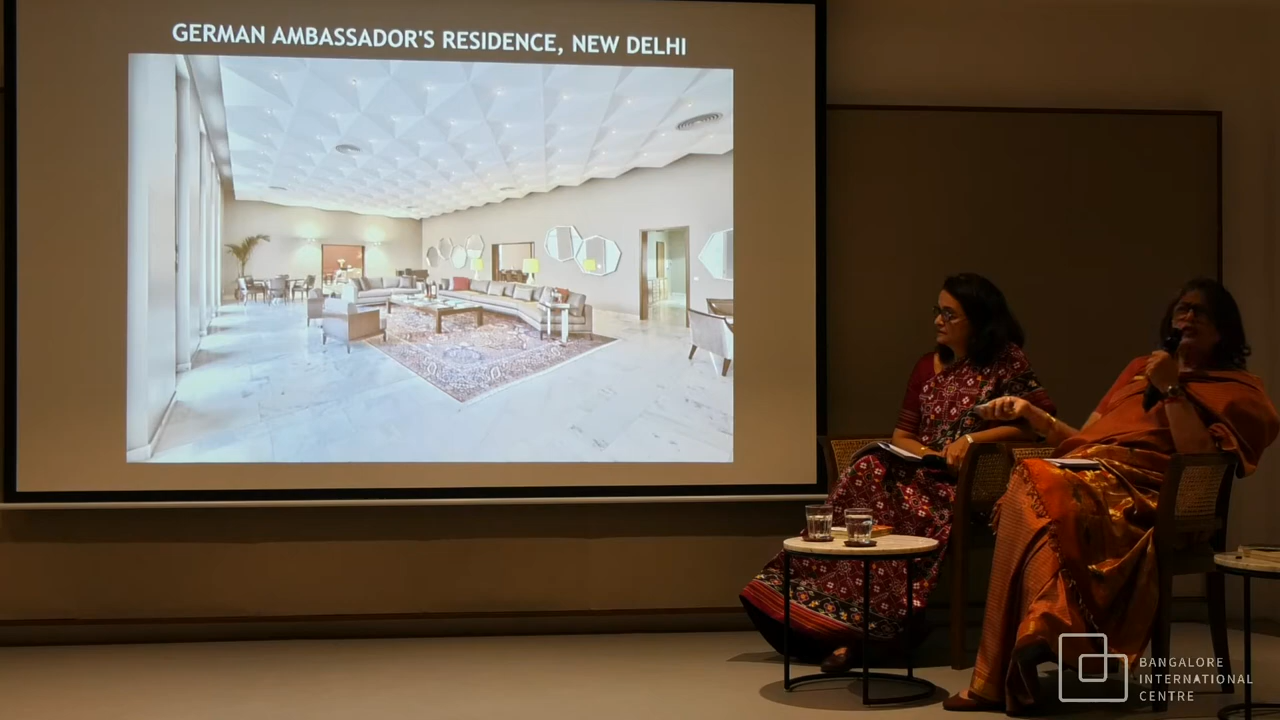 GERMAN AMBASSADOR'S RESIDENCE, NEW DELHI
BANGALORE
INTERNATIONAL
CENTRE